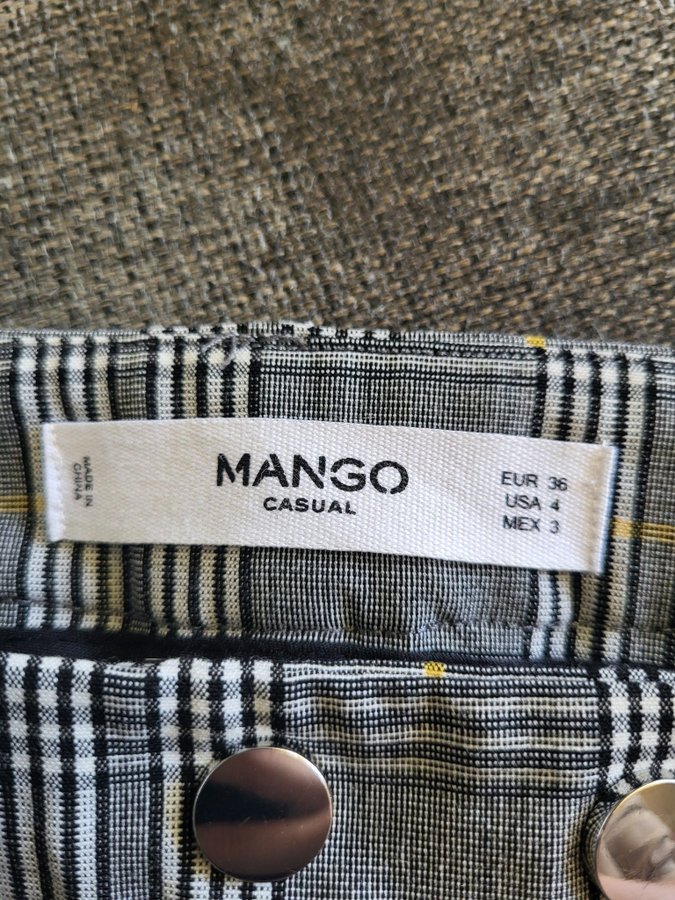 MADE IN
CHINA
MANGO
CASUAL
EUR 36
USA 4
MEX 3